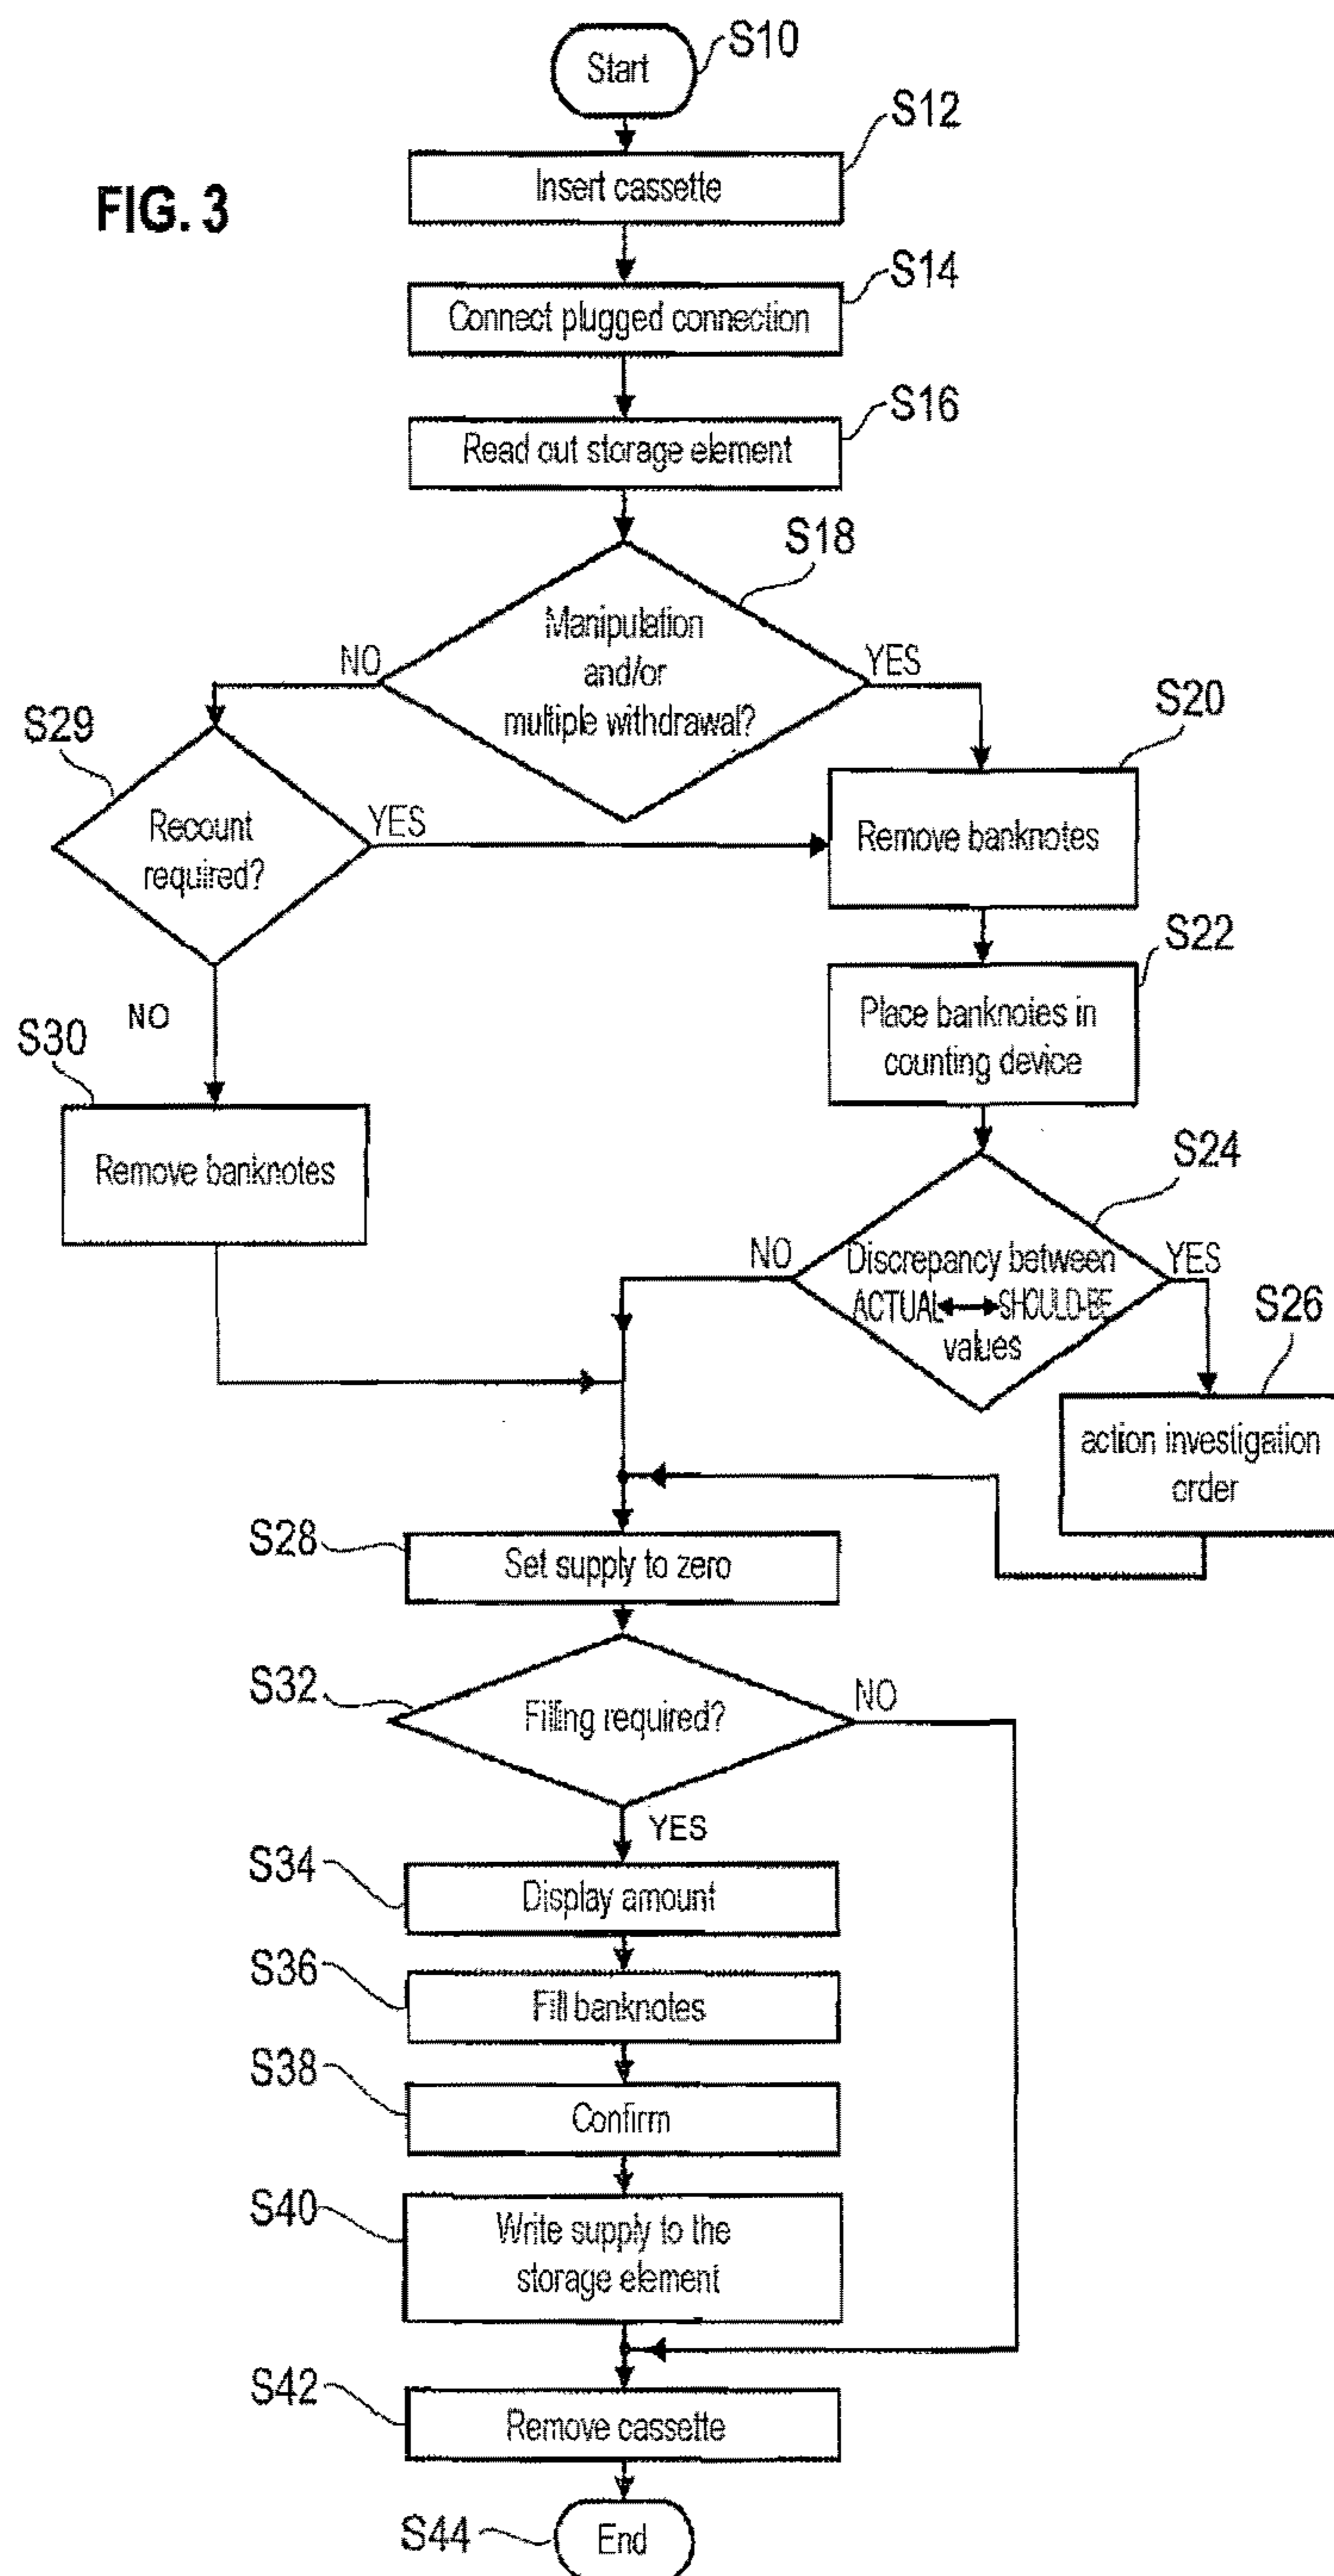 FIG. 3
Start
S10
S12
Insert cassette
S14
Connect plugged connection
S16
Read out storage element
S18
Manipulation
and/or
multiple withdrawal?
NO
YES
S29
Recount
required?
YES
NO
S20
Remove banknotes
S22
Place banknotes in
counting device
S30
Remove banknotes
S24
Discrepancy between
ACTUAL SHOULD-BE
values
NO
YES
S26
action investigation
order
S28
Set supply to zero
S32
Filling required?
NO
YES
S34
Display amount
S36
Fill banknotes
S38
Confirm
S40
Write supply to the
storage element
S42
Remove cassette
S44
End